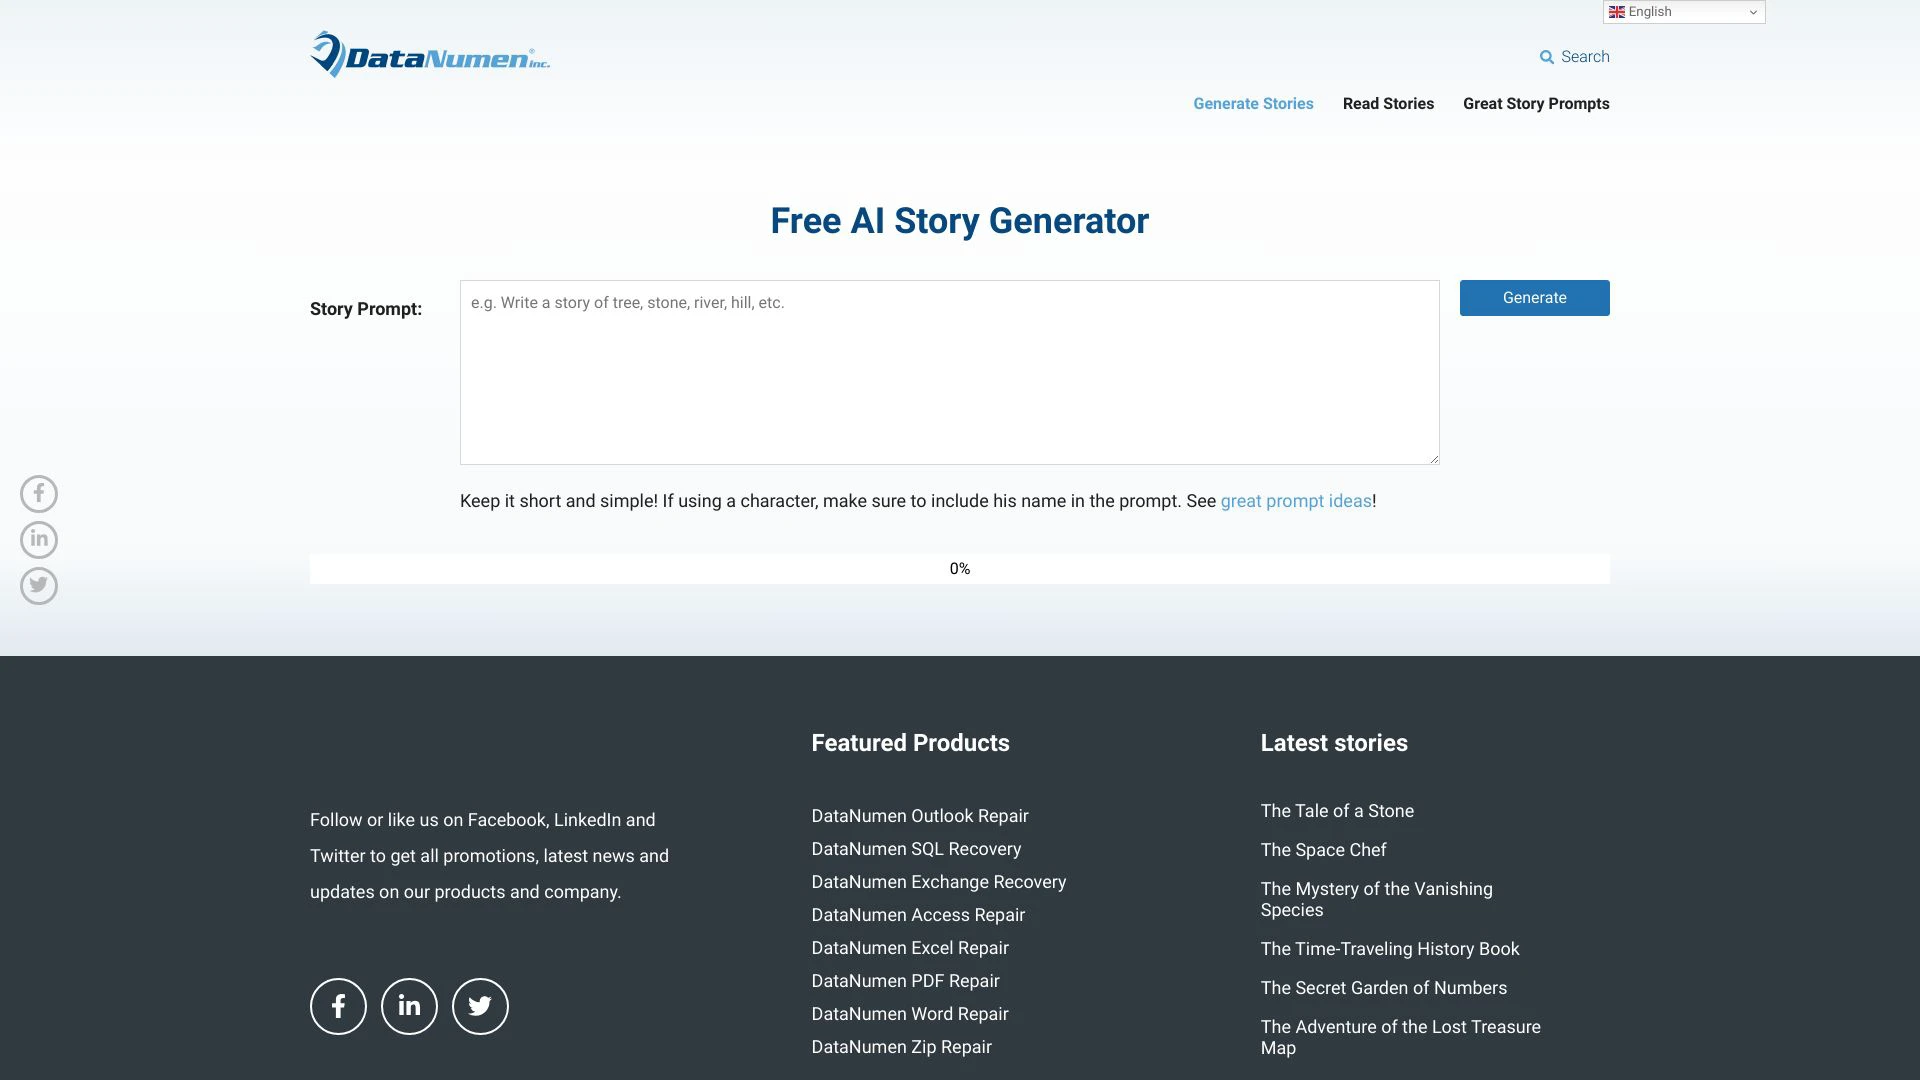 English
DataNumen® inc.
Search
Generate Stories
Read Stories
Great Story Prompts
Free AI Story Generator
Story Prompt:
e.g. Write a story of tree, stone, river, hill, etc.
Generate
Keep it short and simple! If using a character, make sure to include his name in the prompt. See great prompt ideas!
0%
Follow or like us on Facebook, LinkedIn and
Twitter to get all promotions, latest news and
updates on our products and company.
Featured Products
DataNumen Outlook Repair
DataNumen SQL Recovery
DataNumen Exchange Recovery
DataNumen Access Repair
DataNumen Excel Repair
DataNumen PDF Repair
DataNumen Word Repair
DataNumen Zip Repair
Latest stories
The Tale of a Stone
The Space Chef
The Mystery of the Vanishing
Species
The Time-Traveling History Book
The Secret Garden of Numbers
The Adventure of the Lost Treasure
Map